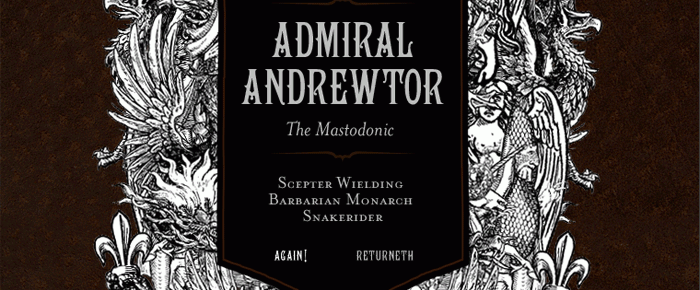 ADMIRAL
ANDREWTOR
The Mastodonic
SCEPTER WIELDING
BARBARIAN MONARCH
SNAKERIDER
AGAIN! RETURNETH